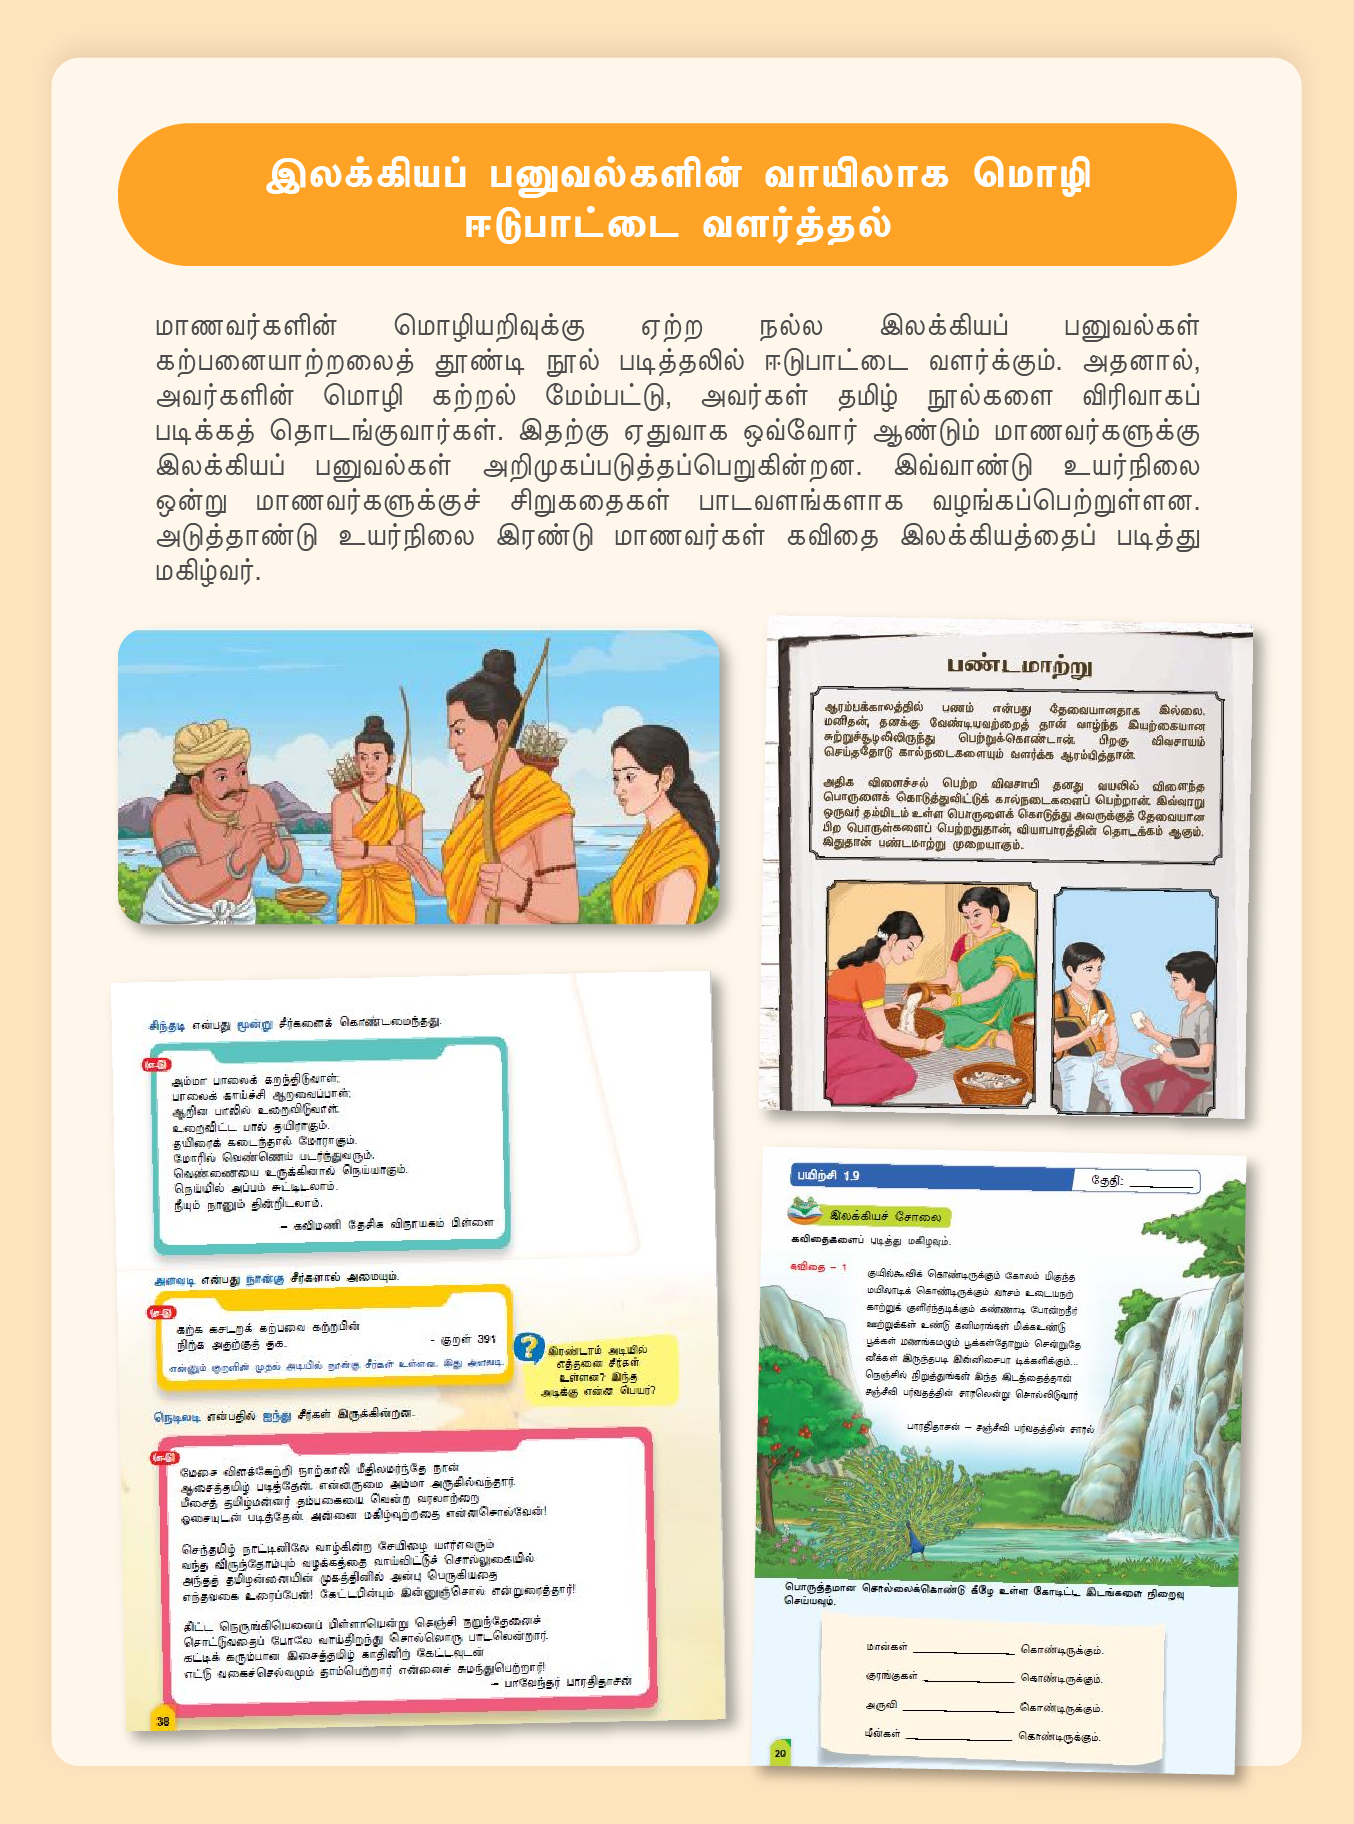 இலக்கியப் பனுவல்களின் வாயிலாக மொழி
ஈடுபாட்டை வளர்த்தல்
மாணவர்களின் மொழியறிவுக்கு ஏற்ற நல்ல இலக்கியப் பனுவல்கள்
கற்பனையாற்றலைத் தூண்டி நூல் படித்தலில் ஈடுபாட்டை வளர்க்கும். அதனால்,
அவர்களின் மொழி கற்றல் மேம்பட்டு, அவர்கள் தமிழ் நூல்களை விரிவாகப்
படிக்கத் தொடங்குவார்கள். இதற்கு ஏதுவாக ஒவ்வோர் ஆண்டும் மாணவர்களுக்கு
இலக்கியப் பனுவல்கள் அறிமுகப்படுத்தப்பெறுகின்றன. இவ்வாண்டு உயர்நிலை
ஒன்று மாணவர்களுக்குச் சிறுகதைகள் பாடவளங்களாக வழங்கப்பெற்றுள்ளன.
அடுத்தாண்டு உயர்நிலை இரண்டு மாணவர்கள் கவிதை இலக்கியத்தைப் படித்து
மகிழ்வர்.
பண்டமாற்று
ஆரம்பக்காலத்தில் பணம் என்பது தேவையானதாக இல்லை.
மனிதன், தனக்கு வேண்டியவற்றைத் தான் வாழ்ந்த இயற்கையான
சுற்றுச்சூழலிலிருந்து பெற்றுக்கொண்டான். பிறகு விவசாயம்
செய்ததோடு கால்நடைகளையும் வளர்க்க ஆரம்பித்தான்.
அதிக விளைச்சல் பெற்ற விவசாயி தனது வயலில் விளைந்த
பொருளைக் கொடுத்துவிட்டுக் கால்நடைகளைப் பெற்றான். இவ்வாறு
ஒருவர் தம்மிடம் உள்ள பொருளைக் கொடுத்து அவருக்குத் தேவையான
பிற பொருள்களைப் பெற்றதுதான், வியாபாரத்தின் தொடக்கம் ஆகும்.
இதுதான் பண்டமாற்று முறையாகும்.
சிந்தடி என்பது மூன்று சீர்களைக் கொண்டமைந்தது.
(எ-டு)
அம்மா பாலைக் கறந்திடுவாள்;
பாலைக் காய்ச்சி ஆறவைப்பாள்;
ஆறின பாலில் உறைவிடுவாள்.
உறைவிட்ட பால் தயிராகும்.
தயிரைக் கடைந்தால் மோராகும்.
மோரில் வெண்ணெய் படர்ந்துவரும்.
வெண்ணையை உருக்கினால் நெய்யாகும்.
நெய்யில் அப்பம் சுட்டிடலாம்.
நீயும் நானும் தின்றிடலாம்.
– கவிமணி தேசிக விநாயகம் பிள்ளை
அளவடி என்பது நான்கு சீர்களால் அமையும்.
(எ-டு)
கற்க கசடறக் கற்பவை கற்றபின்
நிற்க அதற்குத் தக.
- குறள் 391
என்னும் குறளின் முதல் அடியில் நான்கு சீர்கள் உள்ளன. இது அளவடி.
?
இரண்டாம் அடியில்
எத்தனை சீர்கள்
உள்ளன? இந்த
அடிக்கு என்ன பெயர்?
நெடிலடி என்பதில் ஐந்து சீர்கள் இருக்கின்றன.
(எ-டு)
மேசை விளக்கேற்றி நாற்காலி மீதிலமர்ந்தே நான்
ஆசைத்தமிழ் படித்தேன். என்னருமை அம்மா அருகில்வந்தார்.
மீசைத் தமிழ்மன்னர் தம்பகையை வென்ற வரலாற்றை
ஓசையுடன் படித்தேன். அன்னை மகிழ்வுற்றதை என்னசொல்வேன்!
செந்தமிழ் நாட்டினிலே வாழ்கின்ற சேயிழை யார்எவரும்
வந்த விருந்தோம்பும் வழக்கத்தை வாய்விட்டுச் சொல்லுகையில்
அந்தத் தமிழன்னையின் முகத்தினில் அன்பு பெருகியதை
எந்தவகை உரைப்பேன்! கேட்டபின்பும் இன்னுஞ்சொல் என்றுரைத்தார்!!
கிட்ட நெருங்கியெனைப் பிள்ளாயென்று கெஞ்சி நறுந்தேனைச்
சொட்டுவதைப் போலே வாய்திறந்து சொல்லொரு பாடலென்றார்.
கட்டிக் கரும்பான இசைத்தமிழ் காதினிற் கேட்டவுடன்
எட்டு வகைச்செல்வமும் தாம்பெற்றார் என்னைச் சுமந்துபெற்றார்!
– பாவேந்தர் பாரதிதாசன்
38
பயிற்சி 1.9
தேதி:
இலக்கியச் சோலை
கவிதைகளைப் படித்து மகிழவும்.
கவிதை – 1
குயில்கூவிக் கொண்டிருக்கும் கோலம் மிகுந்த
மயிலாடிக் கொண்டிருக்கும் வாசம் உடையநற்
காற்றுக் குளிர்ந்தடிக்கும் கண்ணாடி போன்றநீர்
ஊற்றுக்கள் உண்டு கனிமரங்கள் மிக்கஉண்டு
பூக்கள் மணங்கமழும் பூக்கள்தோறும் சென்றுதே
னீக்கள் இருந்தபடி இன்னிசைபா டிக்களிக்கும்...
நெஞ்சில் நிறுத்துங்கள் இந்த இடத்தைத்தான்
சஞ்சீவி பர்வதத்தின் சாரலென்று சொல்லிடுவார்
பாரதிதாசன் – சஞ்சீவி பர்வதத்தின் சாரல்
பொருத்தமான சொல்லைக்கொண்டு கீழே உள்ள கோடிட்ட இடங்களை நிறைவு
செய்யவும்.
மான்கள் கொண்டிருக்கும்.
குரங்குகள் கொண்டிருக்கும்.
அருவி கொண்டிருக்கும்.
மீன்கள் கொண்டிருக்கும்.
20